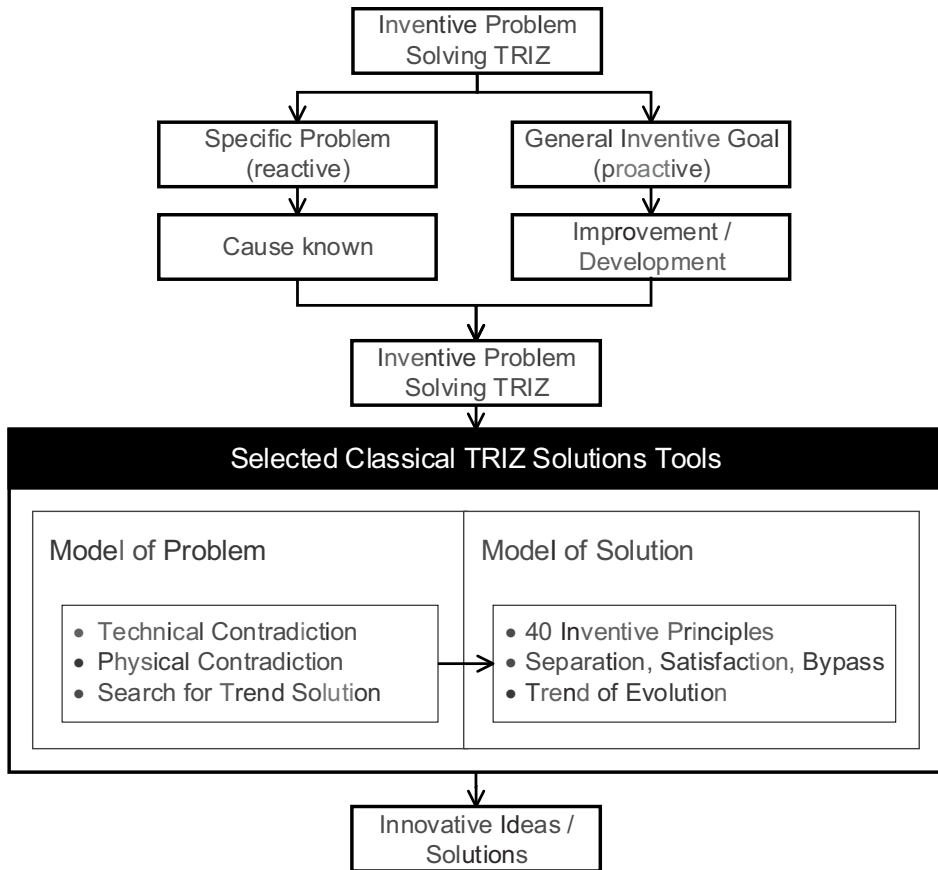 Inventive Problem
Solving TRIZ
Specific Problem
(reactive)
General Inventive Goal
(proactive)
Cause known
Improvement /
Development
Inventive Problem
Solving TRIZ
Selected Classical TRIZ Solutions Tools
Model of Problem
• Technical Contradiction
• Physical Contradiction
• Search for Trend Solution
Model of Solution
• 40 Inventive Principles
• Separation, Satisfaction, Bypass
• Trend of Evolution
Innovative Ideas /
Solutions